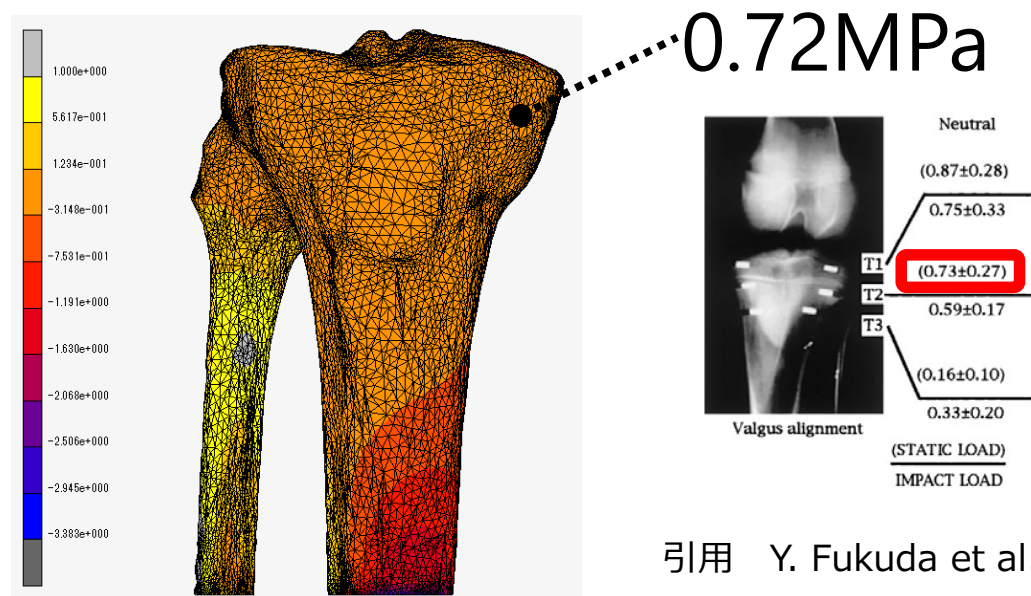 0.72MPa
1.000e+000
5.617e-001
1.234e-001
-3.148e-001
-7.531e-001
-1.191e+000
-1.630e+000
-2.068e+000
-2.506e+000
-2.945e+000
-3.383e+000
Neutral
(0.87±0.28)
0.75±0.33
T1
(0.73±0.27)
T2
0.59±0.17
T3
(0.16±0.10)
0.33±0.20
Valgus alignment
(STATIC LOAD)
IMPACT LOAD
引用 Y. Fukuda et al